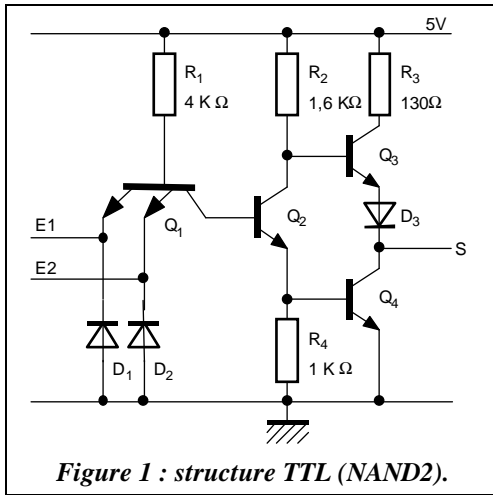 5V
R1 R2 R3
4 K Ω 1,6 KΩ 130Ω
Q3
E1 Q1 Q2 D3
E2 S
Q4
R4
D1 D2 1 K Ω
Figure 1 : structure TTL (NAND2).